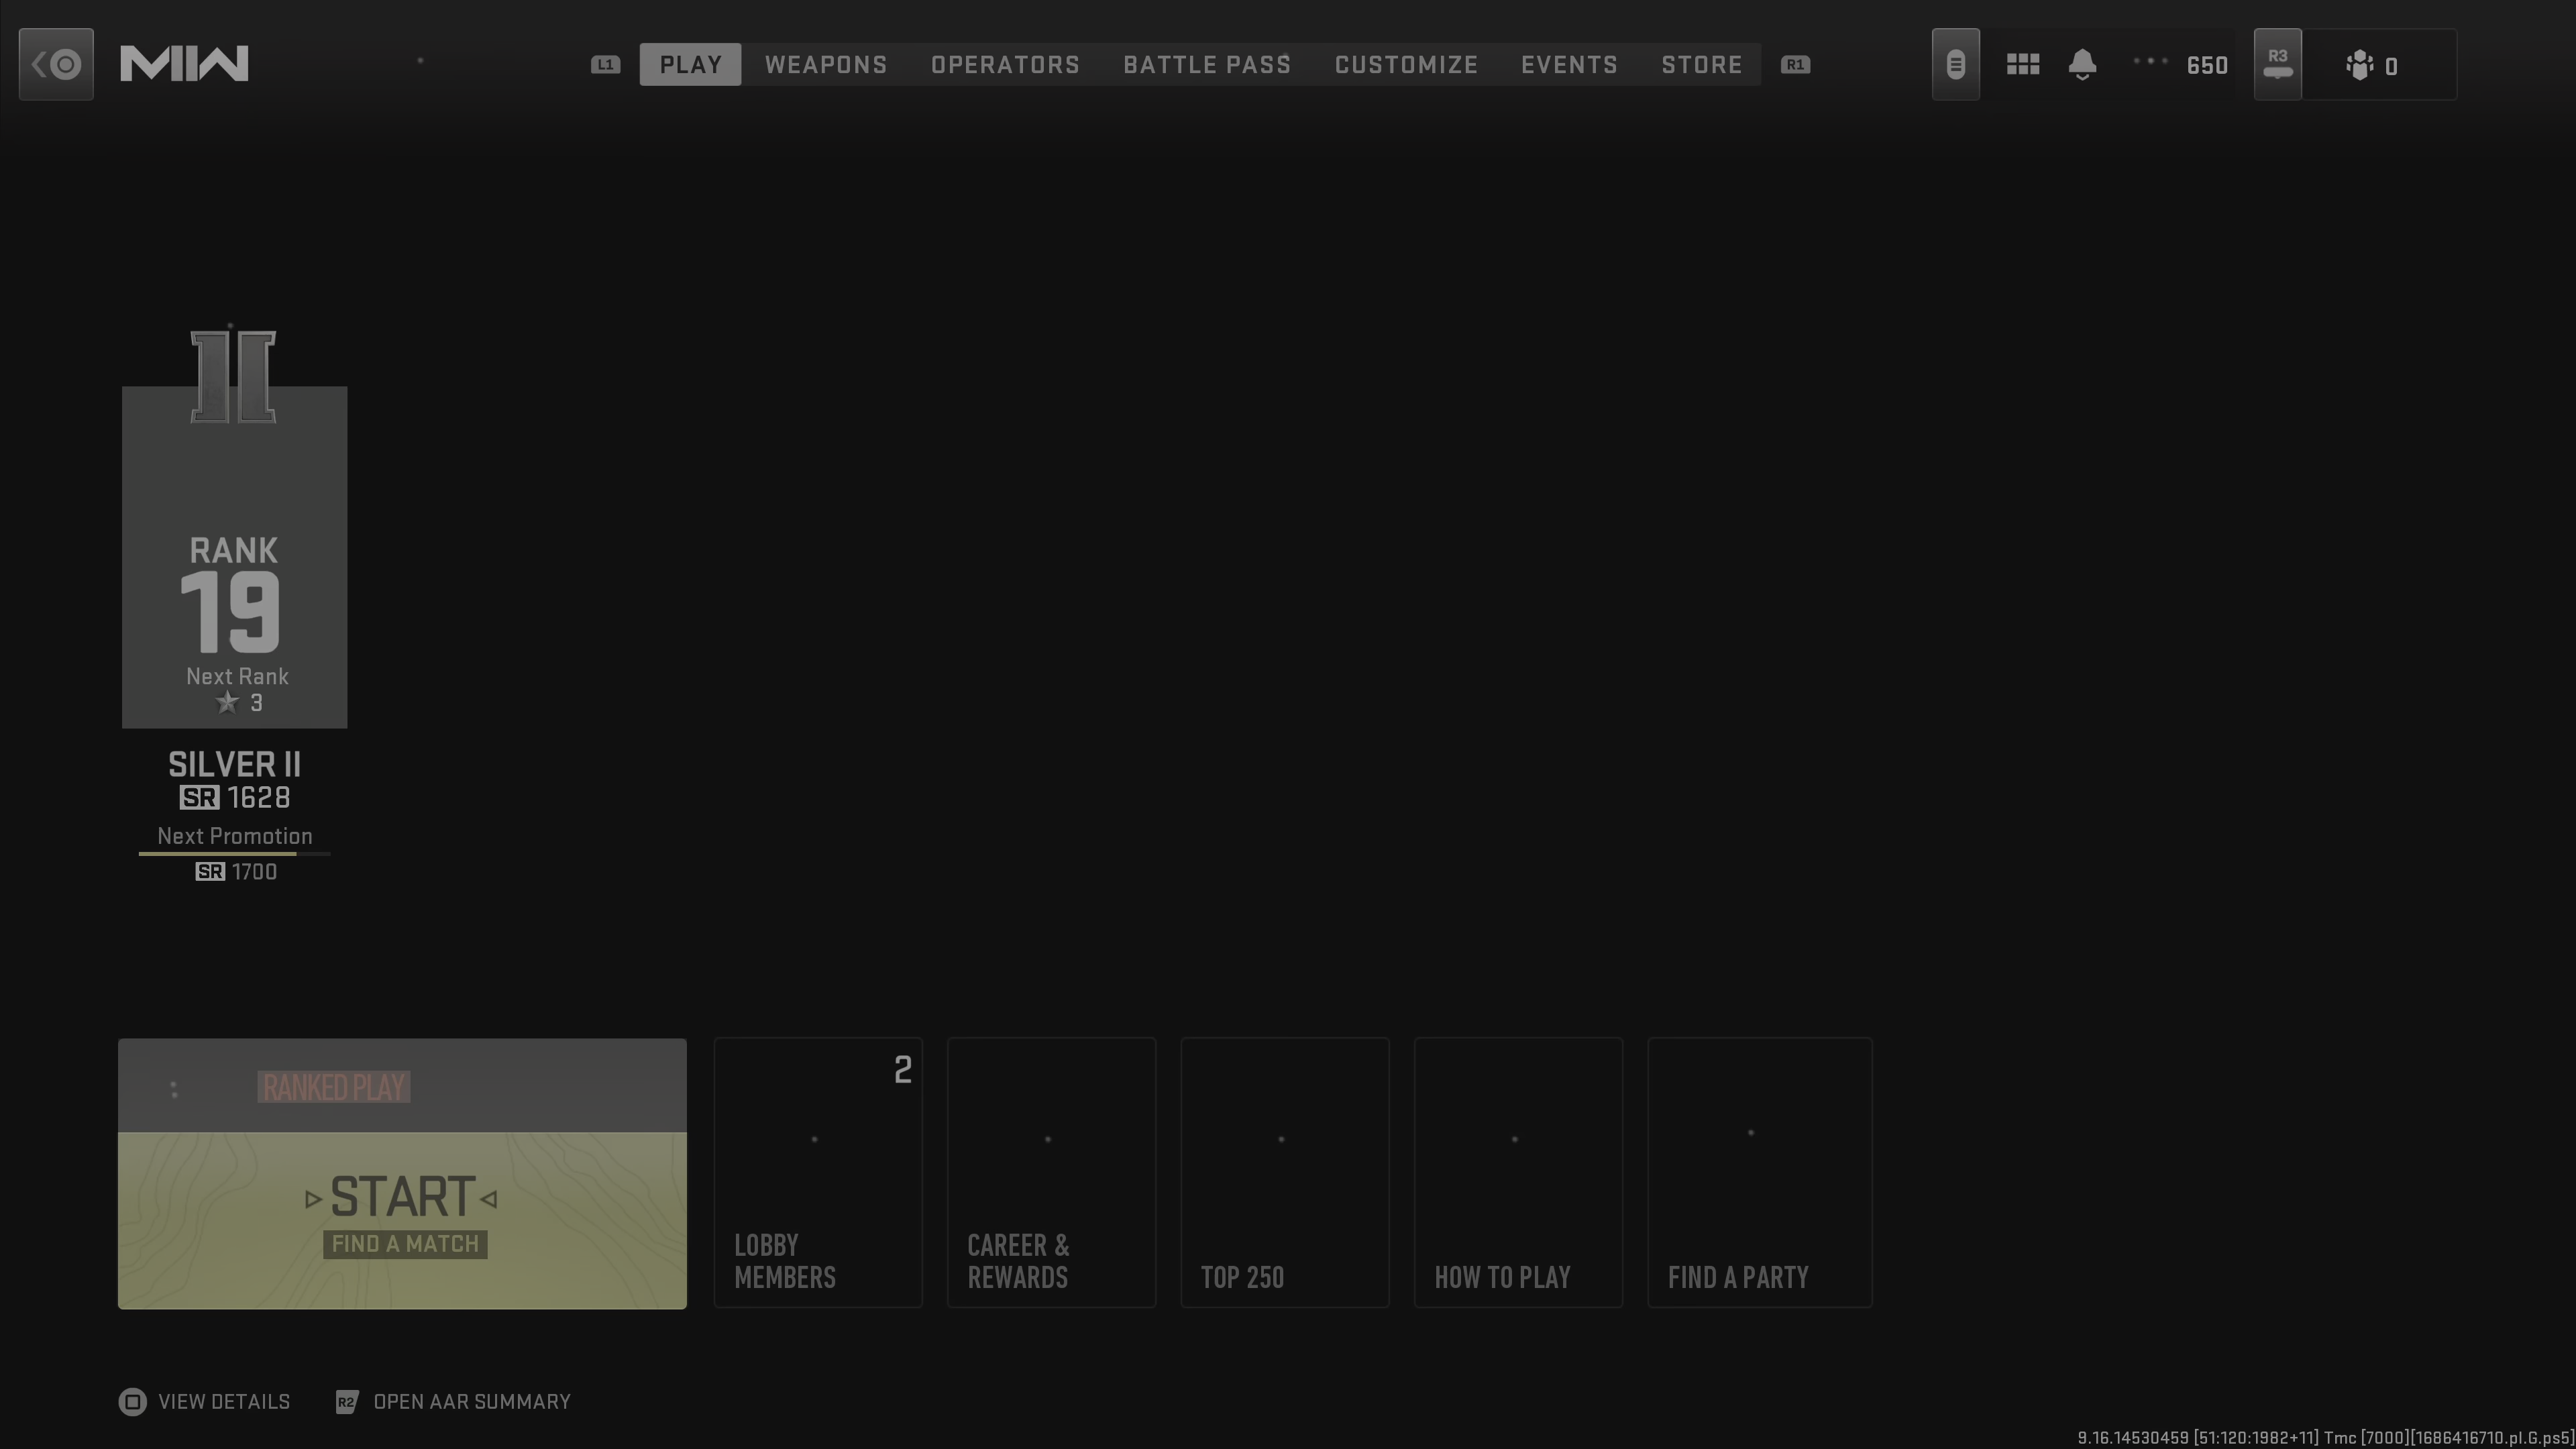 MW
L1 PLAY WEAPONS OPERATORS BATTLE PASS CUSTOMIZE EVENTS STORE R1
650
R3
0
II
RANK
19
Next Rank
3
SILVER II
SR 1628
Next Promotion
SR 1700
RANKED PLAY
START
FIND A MATCH
2
LOBBY
MEMBERS
CAREER &
REWARDS
TOP 250
HOW TO PLAY
FIND A PARTY
VIEW DETAILS
R2 OPEN AAR SUMMARY
9.16.14530459 [51:120:1982+11] Tmc [7000][1686416710.pl.G.ps5]